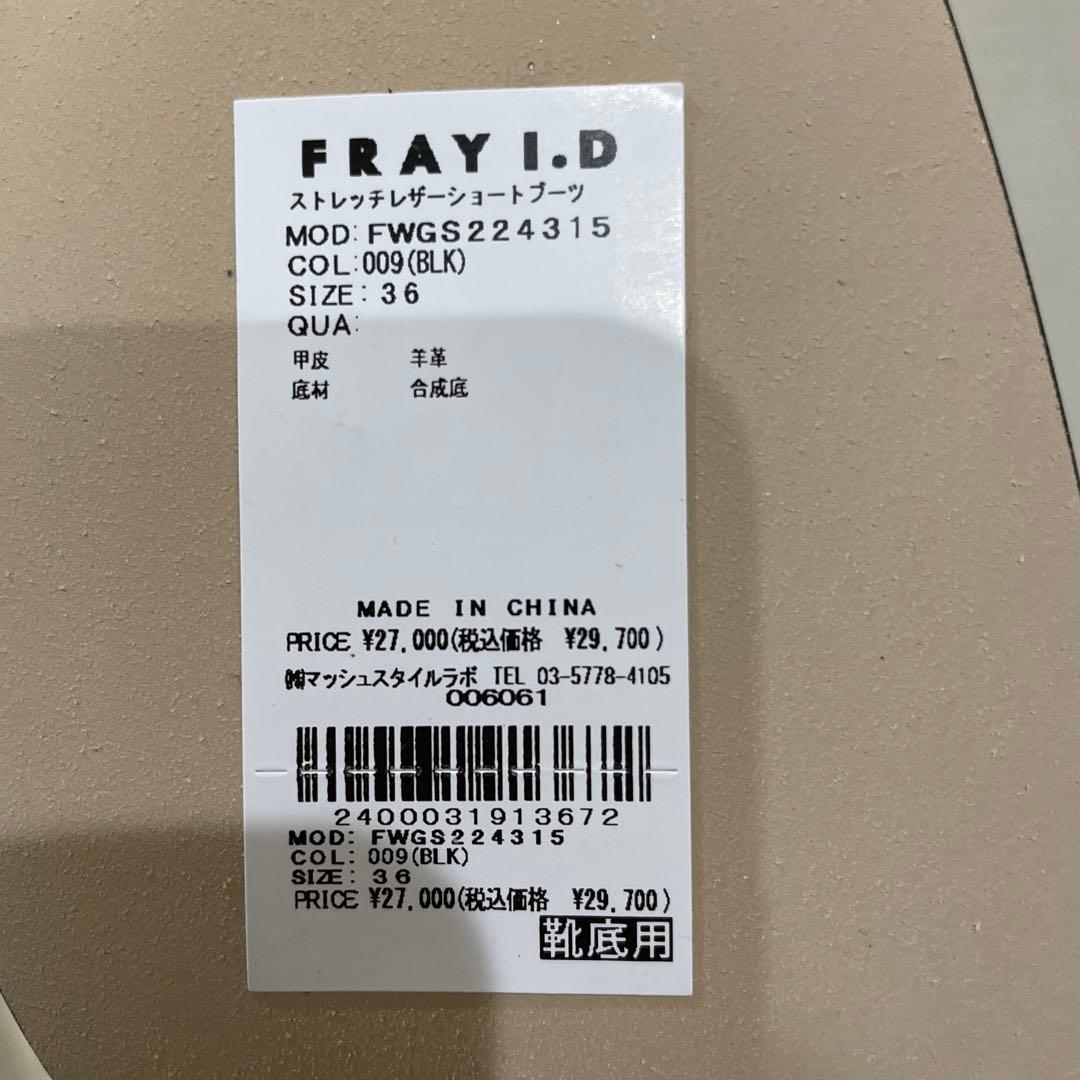 FRAY I.D
ストレッチレザーショートブーツ
MOD:FWGS224315
COL:009(BLK)
SIZE:36
QUA:
甲皮 羊革
底材 合成底
MADE IN CHINA
PRICE ¥27,000(税込価格 ¥29,700)
㈱マッシュスタイルラボ TEL 03-5778-4105
006061
2400031913672
MOD: FWGS224315
COL: 009(BLK)
SIZE: 36
PRICE ¥27,000(税込価格 ¥29,700)
靴底用